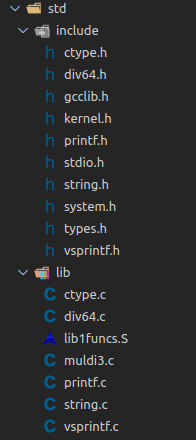 std
include
ctype.h
div64.h
gcclib.h
kernel.h
printf.h
stdio.h
string.h
system.h
types.h
vsprintf.h
lib
ctype.c
div64.c
lib1funcs.S
muldi3.c
printf.c
string.c
vsprintf.c